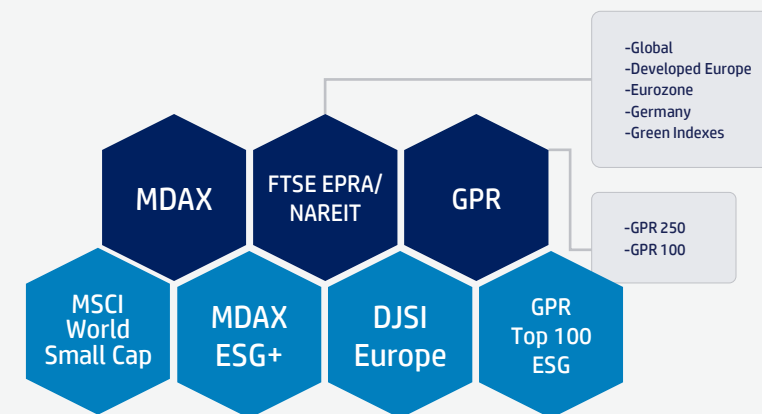 -Global
-Developed Europe
-Eurozone
-Germany
-Green Indexes
MDAX
FTSE EPRA/
NAREIT
GPR
-GPR 250
-GPR 100
MSCI
World
Small Cap
MDAX
ESG+
DJSI
Europe
GPR
Top 100
ESG